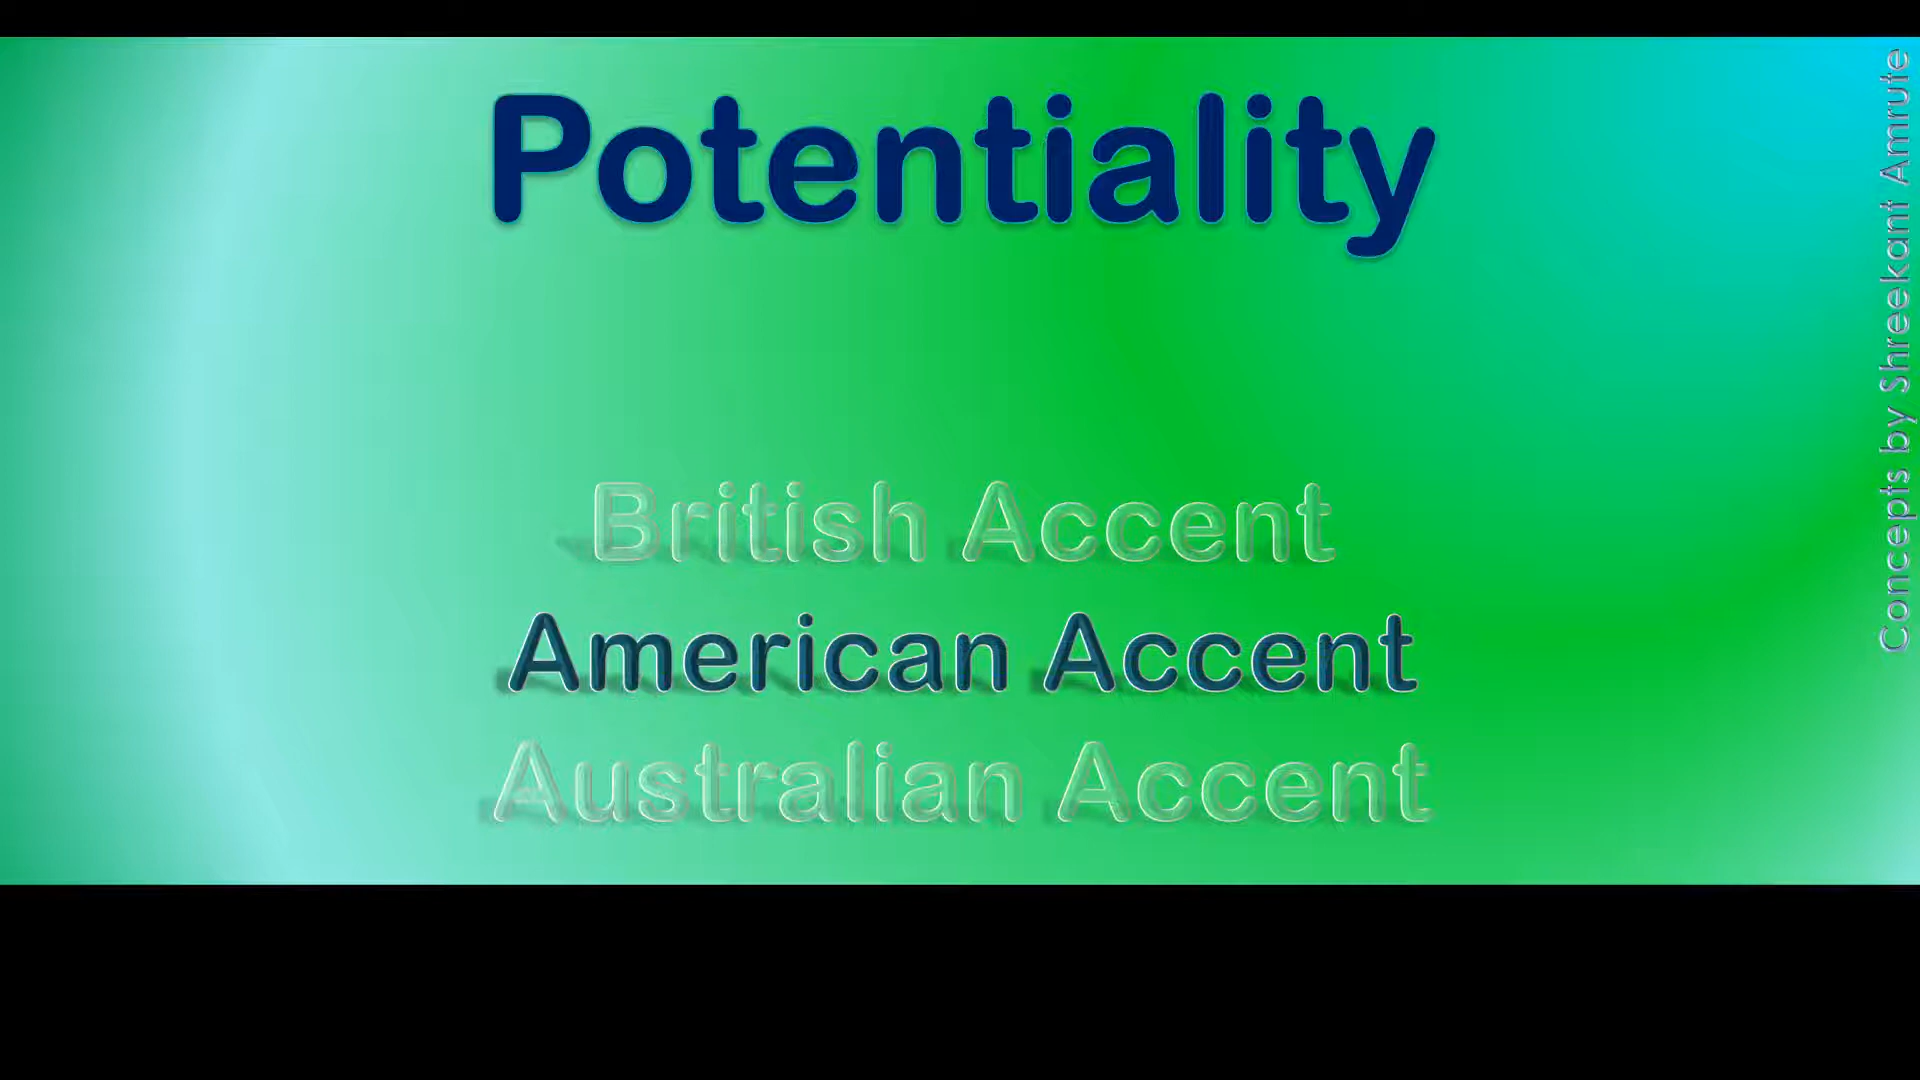 Potentiality
British Accent
American Accent
Australian Accent
Concepts by Shreekant Amrute